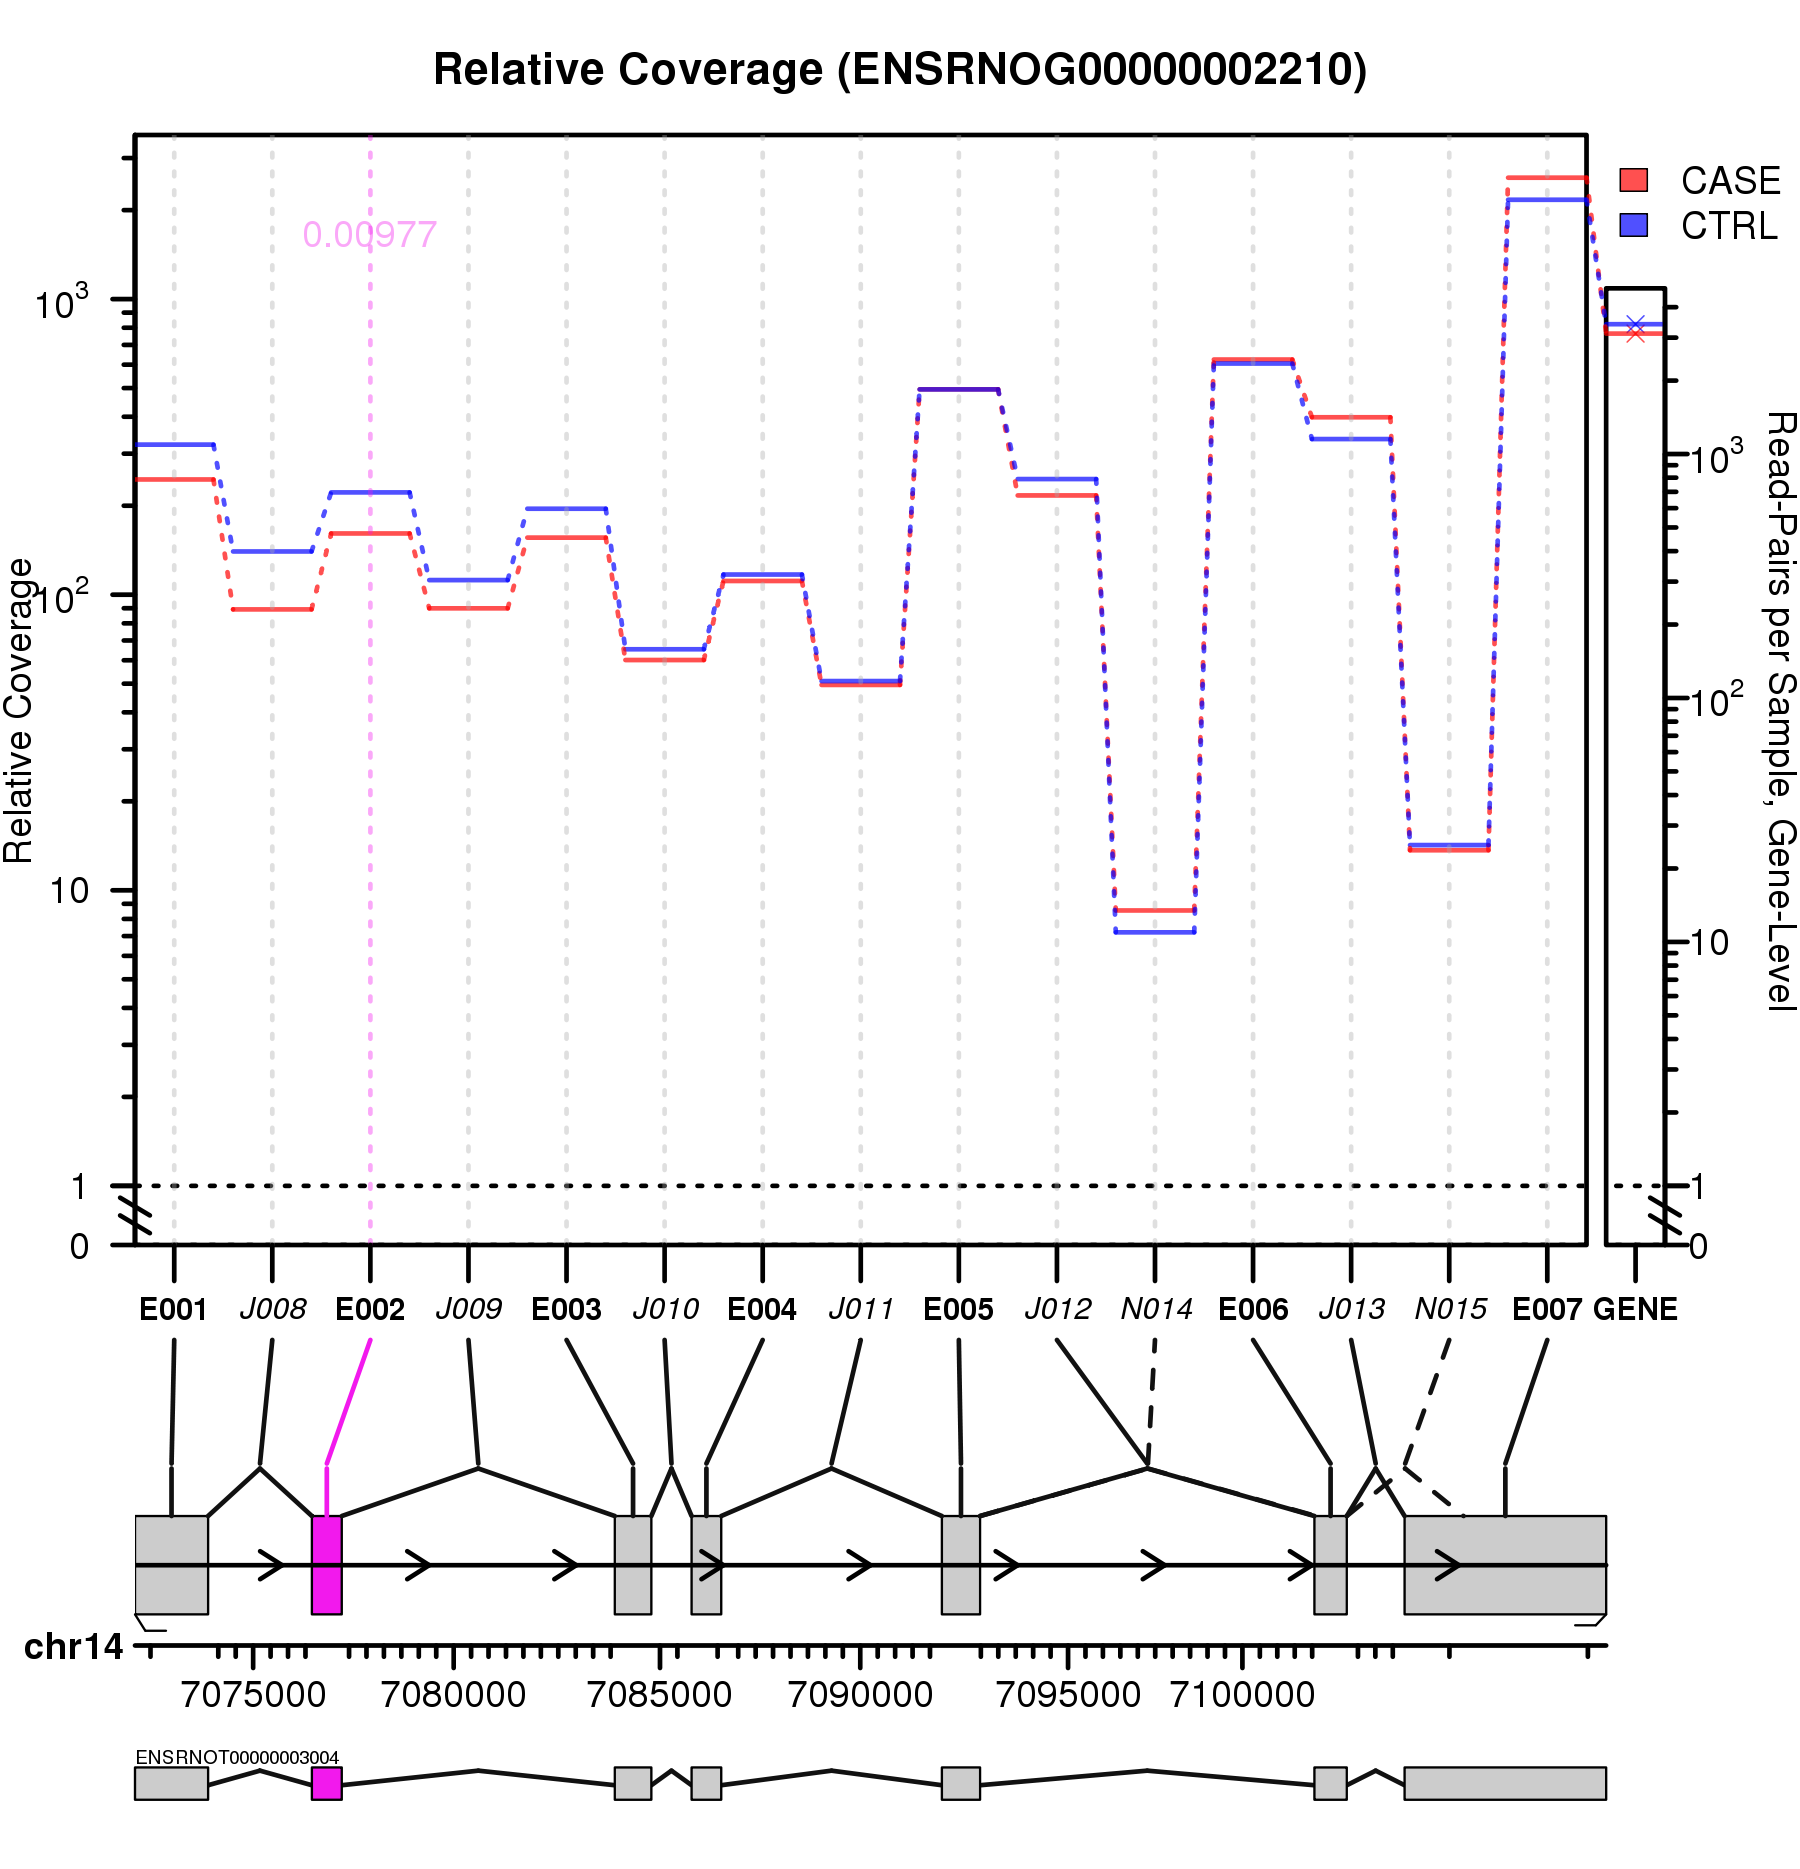 Relative Coverage (ENSRNOG00000002210)
CASE
CTRL
0.00977
Relative Coverage
10³
10²
10
1
0
Read-Pairs per Sample, Gene-Level
10³
10²
10
1
0
E001 J008 E002 J009 E003 J010 E004 J011 E005 J012 N014 E006 J013 N015 E007 GENE
chr14
7075000 7080000 7085000 7090000 7095000 7100000
ENSRNOT00000003004